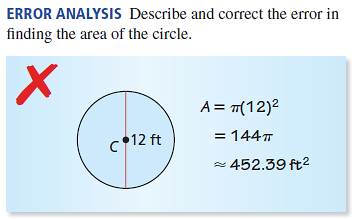 ERROR ANALYSIS Describe and correct the error in
finding the area of the circle.
A = π(12)²
= 144π
≈ 452.39 ft²
C
12 ft